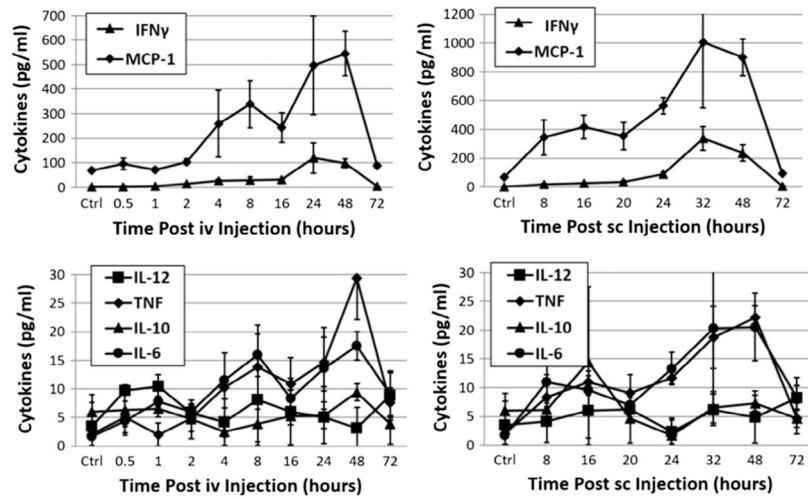 Cytokines (pg/ml)
700
600
500
400
300
200
100
0
IFNγ
MCP-1
Ctrl 0.5 1 2 4 8 16 24 48 72
Time Post iv Injection (hours)
Cytokines (pg/ml)
1200
1000
800
600
400
200
0
IFNγ
MCP-1
Ctrl 8 16 20 24 32 48 72
Time Post sc Injection (hours)
Cytokines (pg/ml)
30
25
20
15
10
5
0
IL-12
TNF
IL-10
IL-6
Ctrl 0.5 1 2 4 8 16 24 48 72
Time Post iv Injection (hours)
Cytokines (pg/ml)
30
25
20
15
10
5
0
IL-12
TNF
IL-10
IL-6
Ctrl 8 16 20 24 32 48 72
Time Post sc Injection (hours)